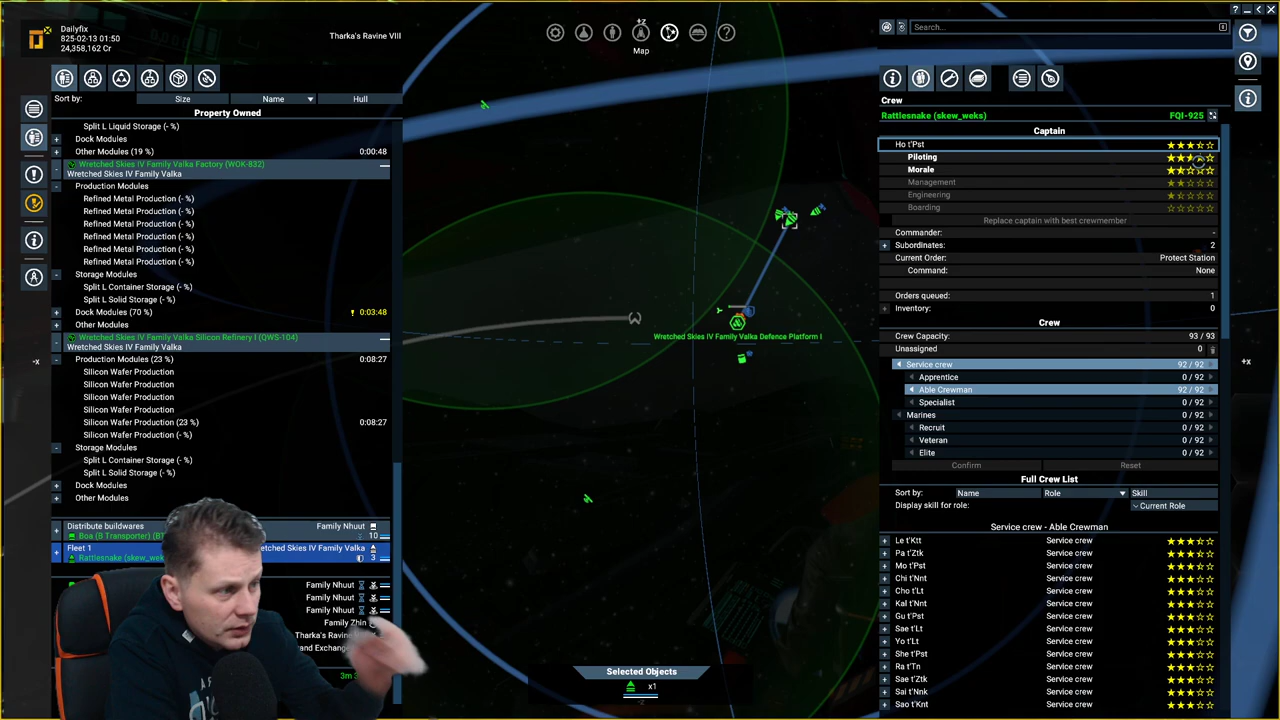 Dailyfix
825-02-13 01:50
24,358,162 Cr
Tharka's Ravine VIII
+z
Map
Search...
Sort by: Size Name Hull
Property Owned
Split L Liquid Storage (- %)
Dock Modules
Other Modules (19 %) 0:00:48
Wretched Skies IV Family Valka Factory (WOK-832)
Wretched Skies IV Family Valka
Production Modules
Refined Metal Production (- %)
Refined Metal Production (- %)
Refined Metal Production (- %)
Refined Metal Production (- %)
Refined Metal Production (- %)
Refined Metal Production (- %)
Storage Modules
Split L Container Storage (- %)
Split L Solid Storage (- %)
Dock Modules (70 %) ! 0:03:48
Other Modules
Wretched Skies IV Family Valka Silicon Refinery I (QWS-104)
Wretched Skies IV Family Valka
Production Modules (23 %) 0:08:27
Silicon Wafer Production (- %)
Silicon Wafer Production (- %)
Silicon Wafer Production (- %)
Silicon Wafer Production (- %)
Silicon Wafer Production (23 %) 0:08:27
Silicon Wafer Production (- %)
Storage Modules
Split L Container Storage (- %)
Split L Solid Storage (- %)
Dock Modules
Other Modules
Distribute buildwares Family Nhuut
Boa (B Transporter) 10
Fleet 1 Wretched Skies IV Family Valka
Rattlesnake (skew_weks) 3
Family Nhuut
Family Nhuut
Family Nhuut
Family Zhin
Tharka's Ravine
and Exchange
3m
-x
Wretched Skies IV Family Valka Defence Platform I
+x
Selected Objects
x1
-z
Crew
Rattlesnake (skew_weks) FQI-925
Captain
Ho t'Pst
Piloting
Morale
Management
Engineering
Boarding
Replace captain with best crewmember
Commander: -
Subordinates: 2
Current Order: Protect Station
Command: None
Orders queued: 1
Inventory: 0
Crew
Crew Capacity: 93 / 93
Unassigned 0
Service crew 92 / 92
Apprentice 0 / 92
Able Crewman 92 / 92
Specialist 0 / 92
Marines 0 / 92
Recruit 0 / 92
Veteran 0 / 92
Elite 0 / 92
Confirm Reset
Full Crew List
Sort by: Name Role Skill
Display skill for role: Current Role
Service crew - Able Crewman
Le t'Ktt Service crew
Pa t'Ztk Service crew
Mo t'Pst Service crew
Chi t'Nnt Service crew
Cho t'Lt Service crew
Kal t'Nnt Service crew
Gu t'Pst Service crew
Sae t'Lt Service crew
Yo t'Lt Service crew
She t'Pst Service crew
Ra t'Tn Service crew
Sae t'Ztk Service crew
Sai t'Nnk Service crew
Sao t'Knt Service crew